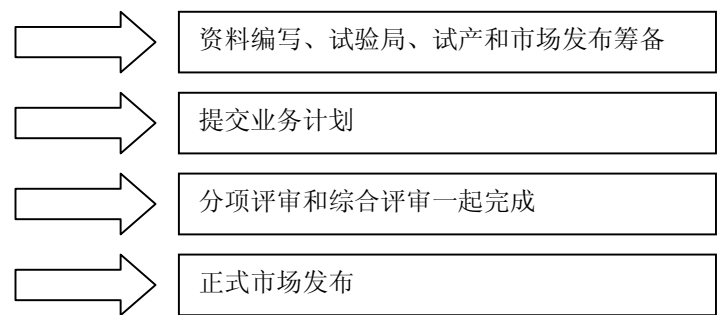 资料编写、试验局、试产和市场发布筹备
提交业务计划
分项评审和综合评审一起完成
正式市场发布